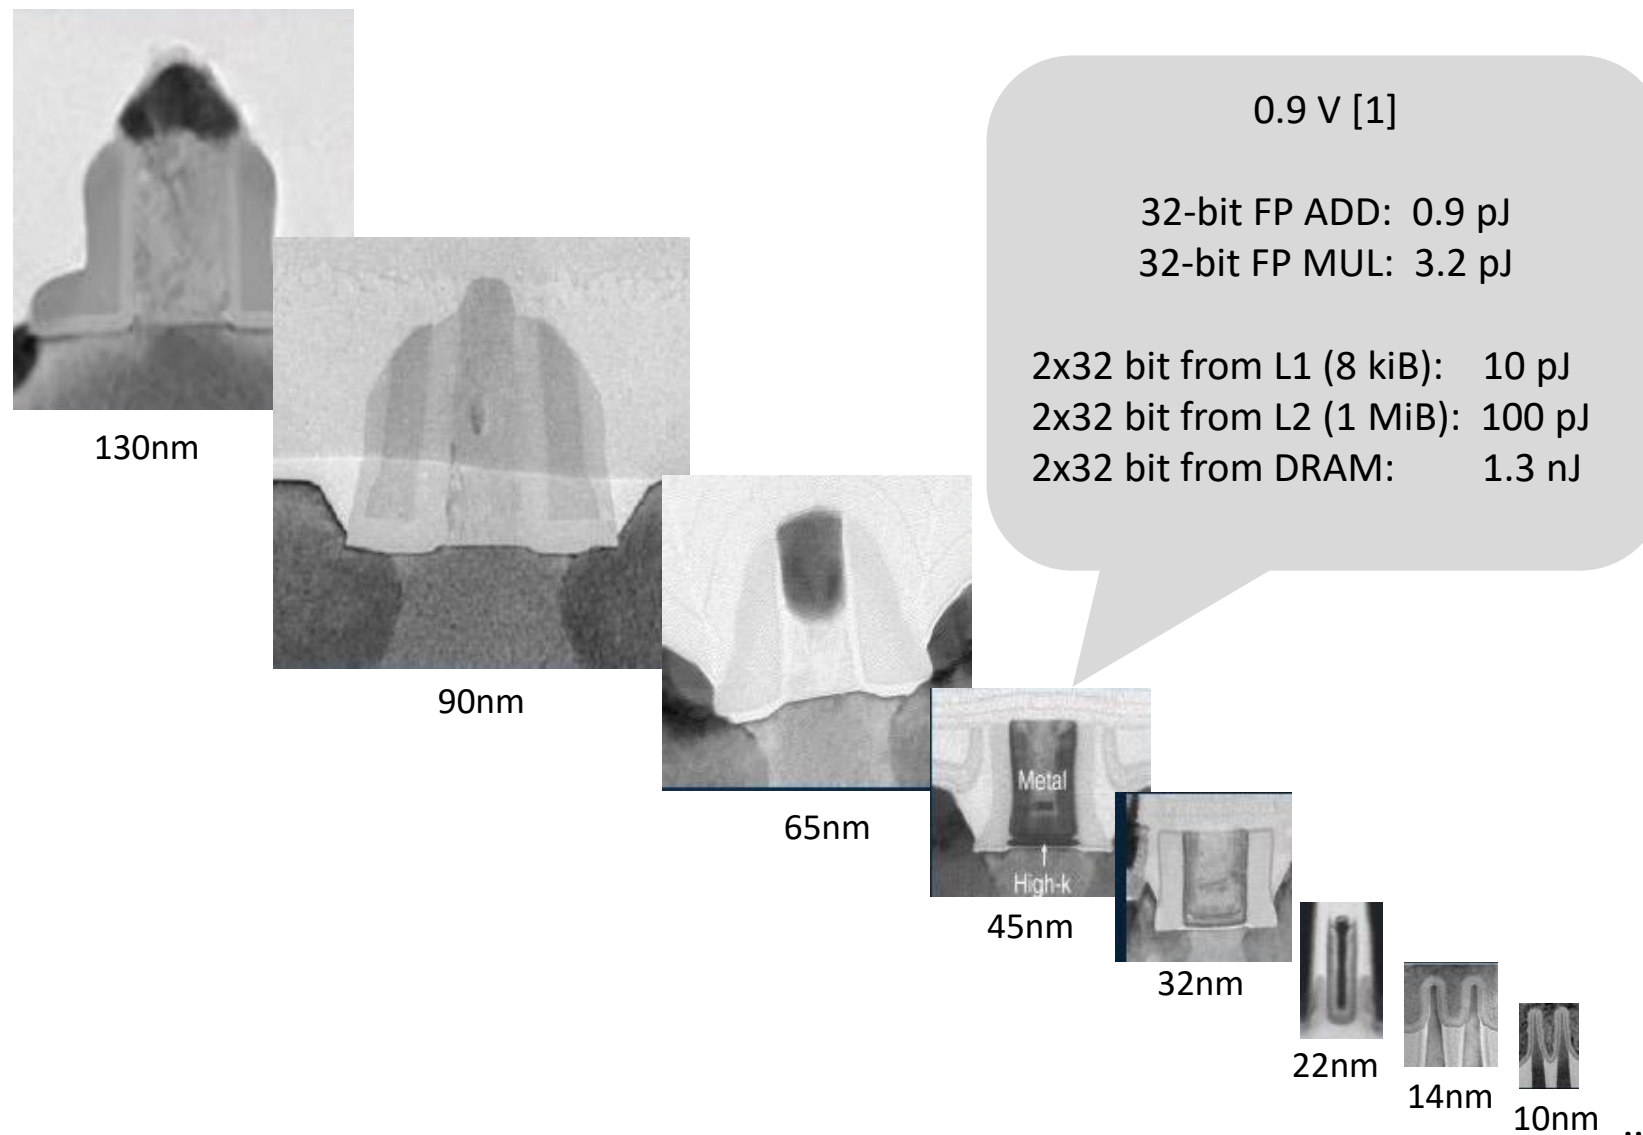 0.9 V [1]
32-bit FP ADD: 0.9 pJ
32-bit FP MUL: 3.2 pJ
2x32 bit from L1 (8 kiB): 10 pJ
2x32 bit from L2 (1 MiB): 100 pJ
2x32 bit from DRAM: 1.3 nJ
130nm
90nm
65nm
Metal
High-k
45nm
32nm
22nm
14nm
10nm ..